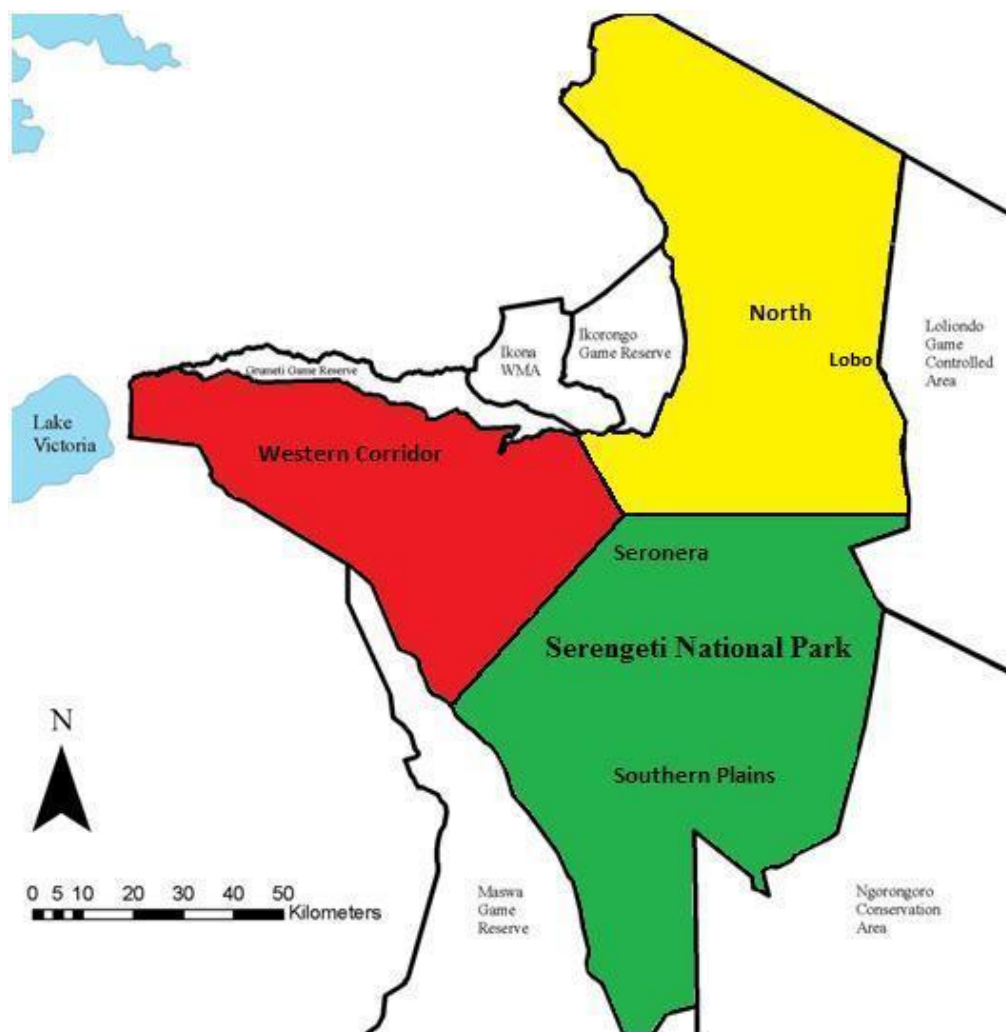 North
Lobo
Loliondo
Game
Controlled
Area
Ikorongo
Game Reserve
Ikona
WMA
Grumeti Game Reserve
Lake
Victoria
Western Corridor
Seronera
Serengeti National Park
Southern Plains
N
0 5 10 20 30 40 50
Kilometers
Maswa
Game
Reserve
Ngorongoro
Conservation
Area